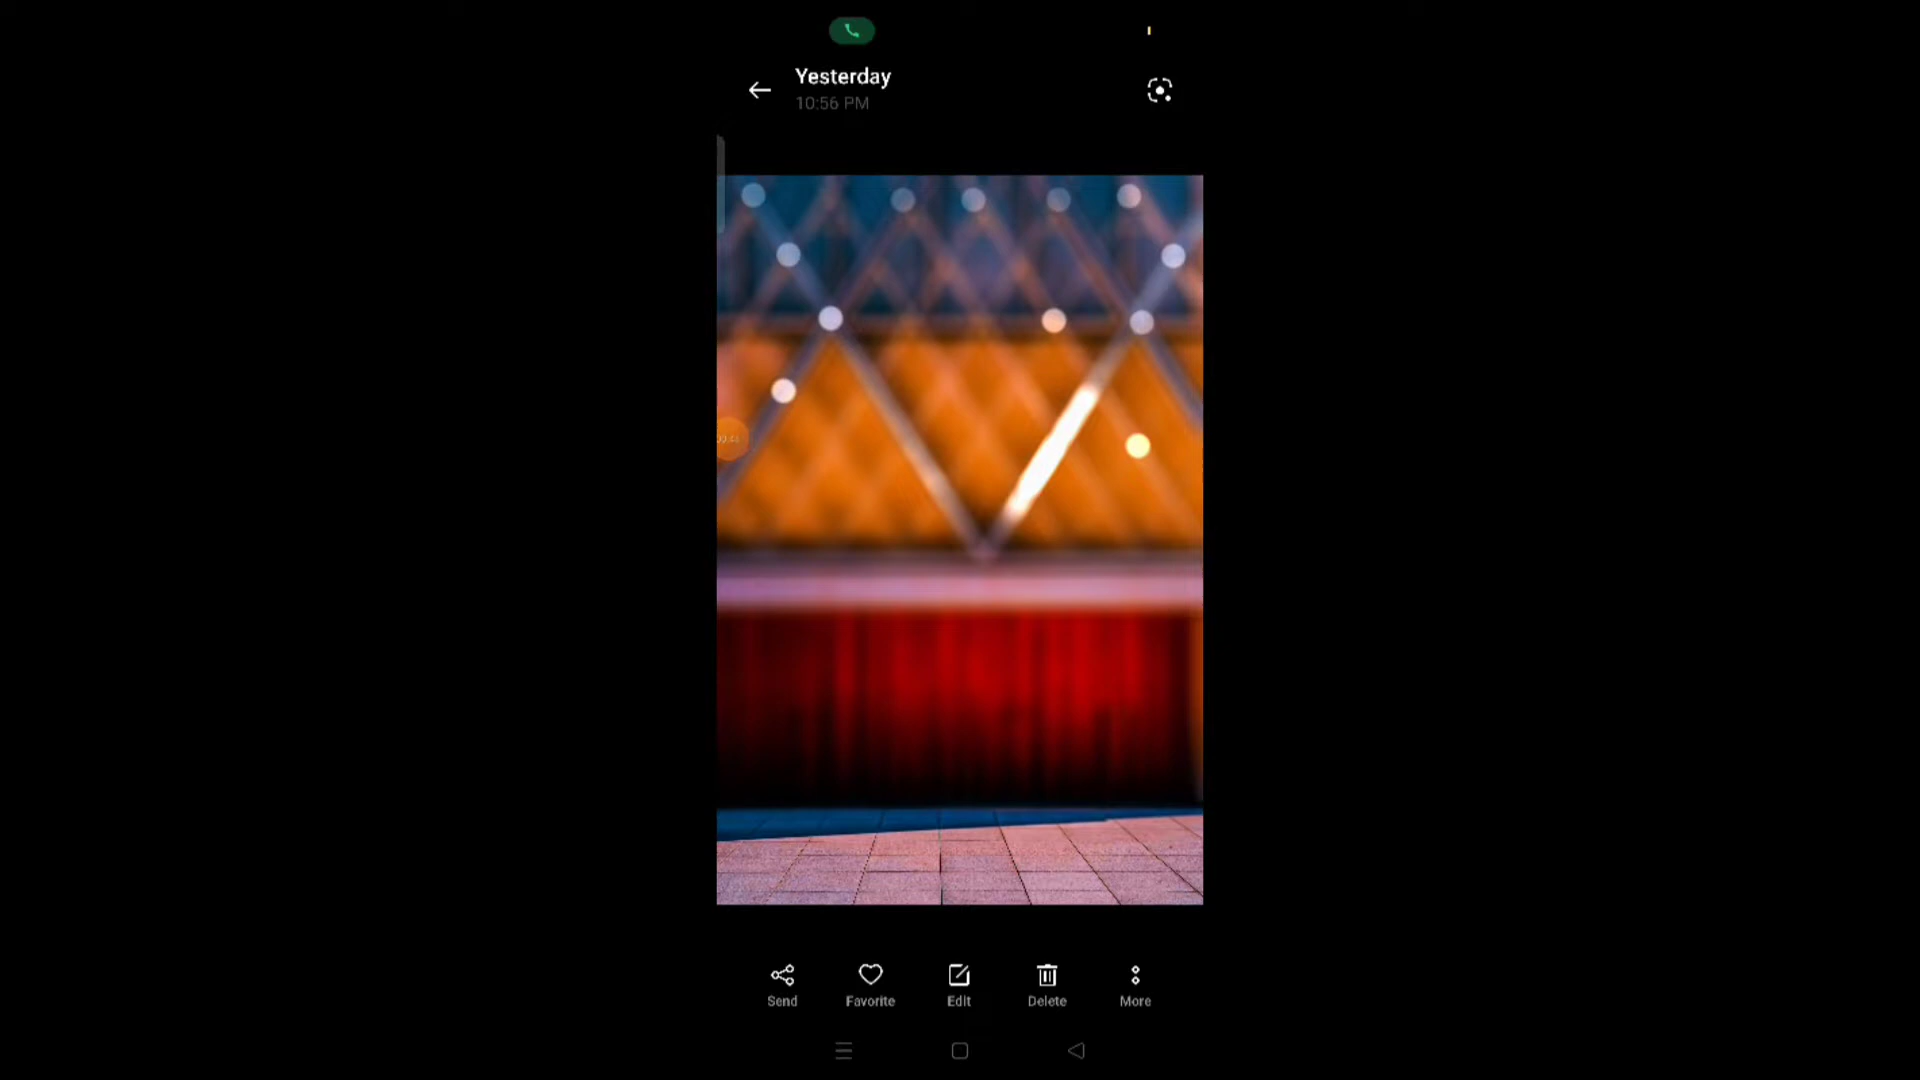 Yesterday
10:56 PM
Send
Favorite
Edit
Delete
More